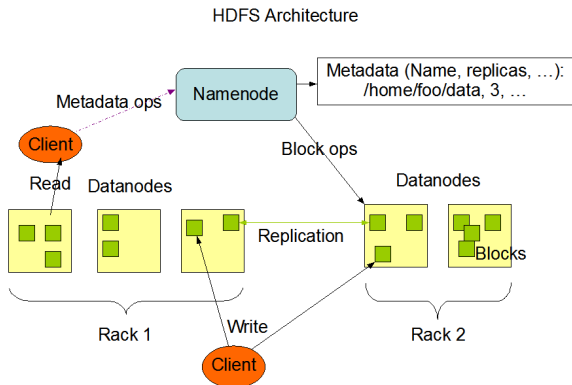 HDFS Architecture
Metadata (Name, replicas, …):
/home/foo/data, 3, …
Namenode
Metadata ops
Client
Block ops
Read
Datanodes
Datanodes
Replication
Blocks
Rack 1
Write
Rack 2
Client